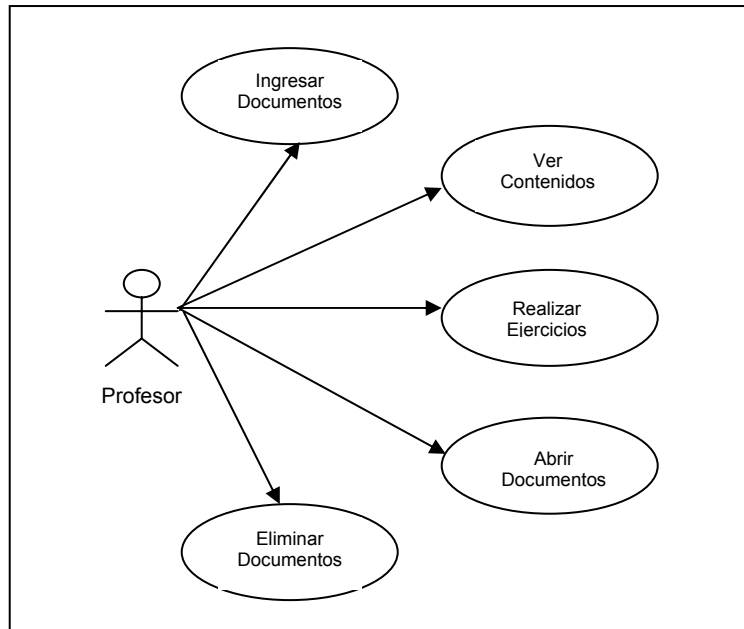 Ingresar
Documentos
Ver
Contenidos
Realizar
Ejercicios
Profesor
Abrir
Documentos
Eliminar
Documentos